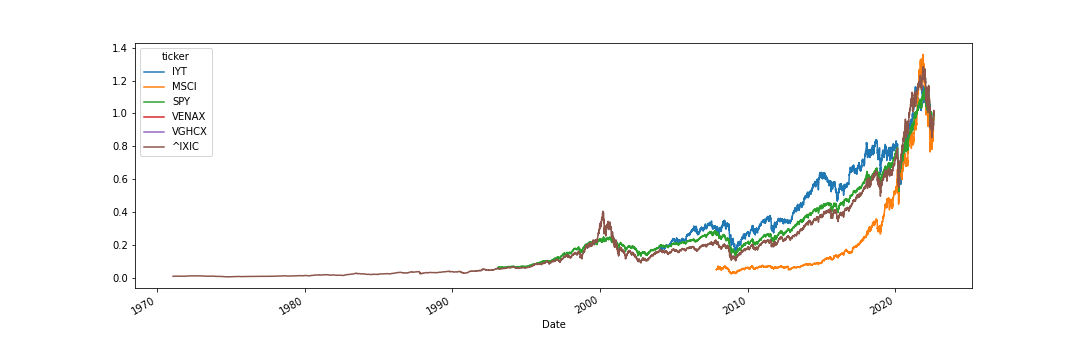 1.4
1.2
1.0
0.8
0.6
0.4
0.2
0.0
ticker
IYT
MSCI
SPY
VENAX
VGHCX
^IXIC
1970
1980
1990
2000
2010
2020
Date